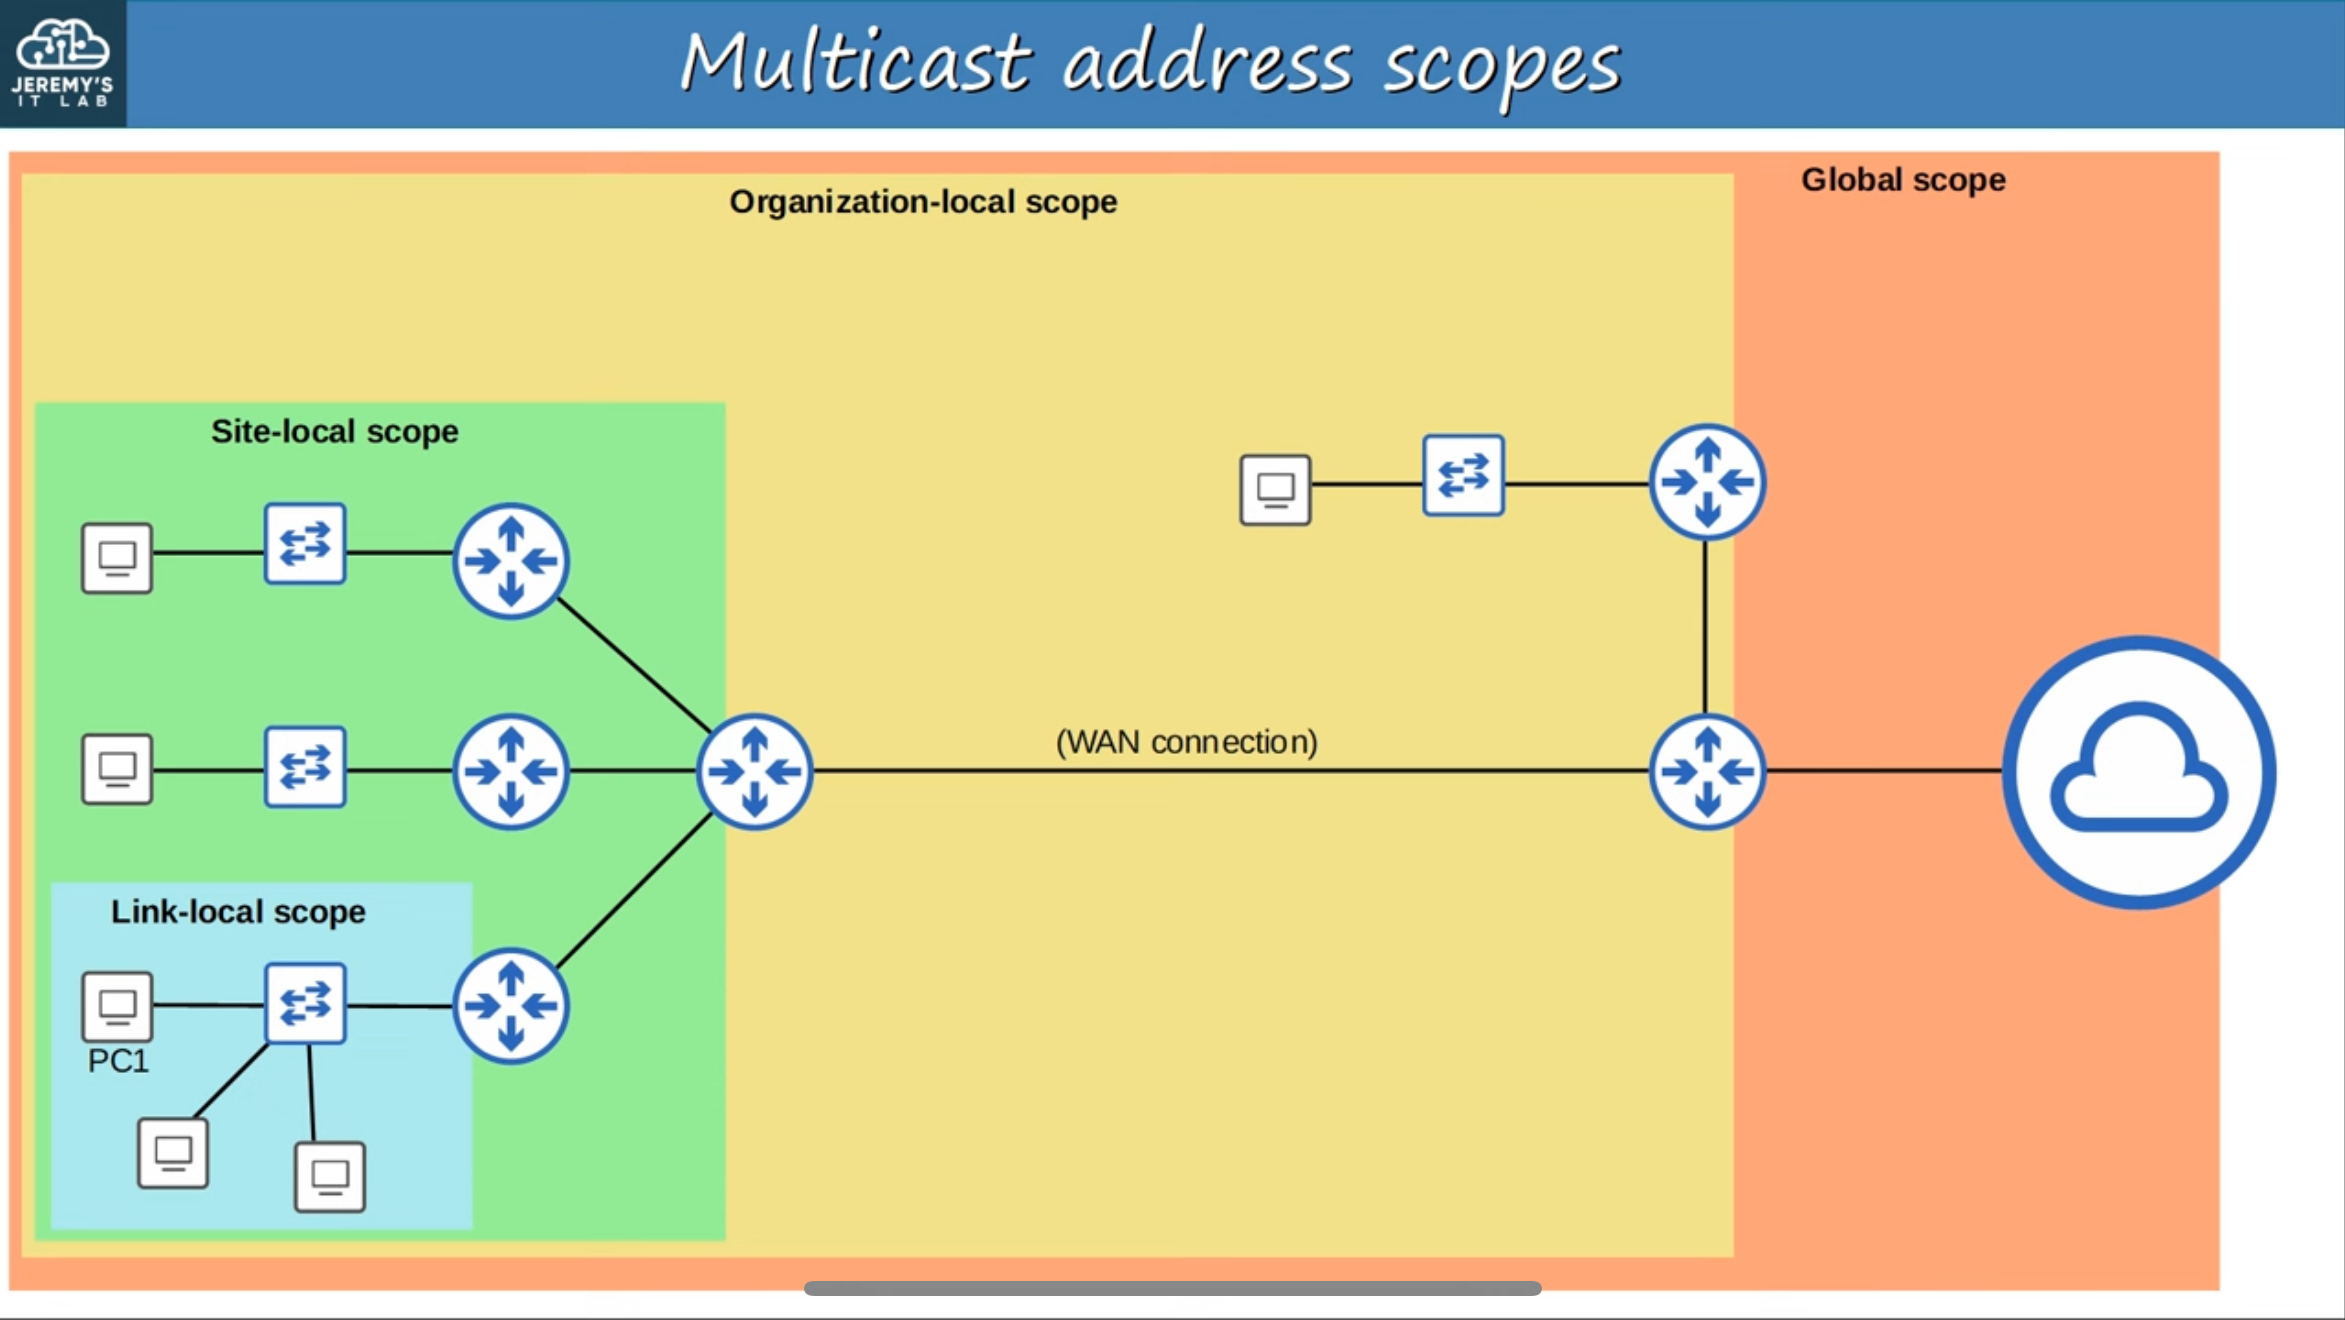 JEREMY'S
IT LAB
Multicast address scopes
Global scope
Organization-local scope
Site-local scope
(WAN connection)
Link-local scope
PC1